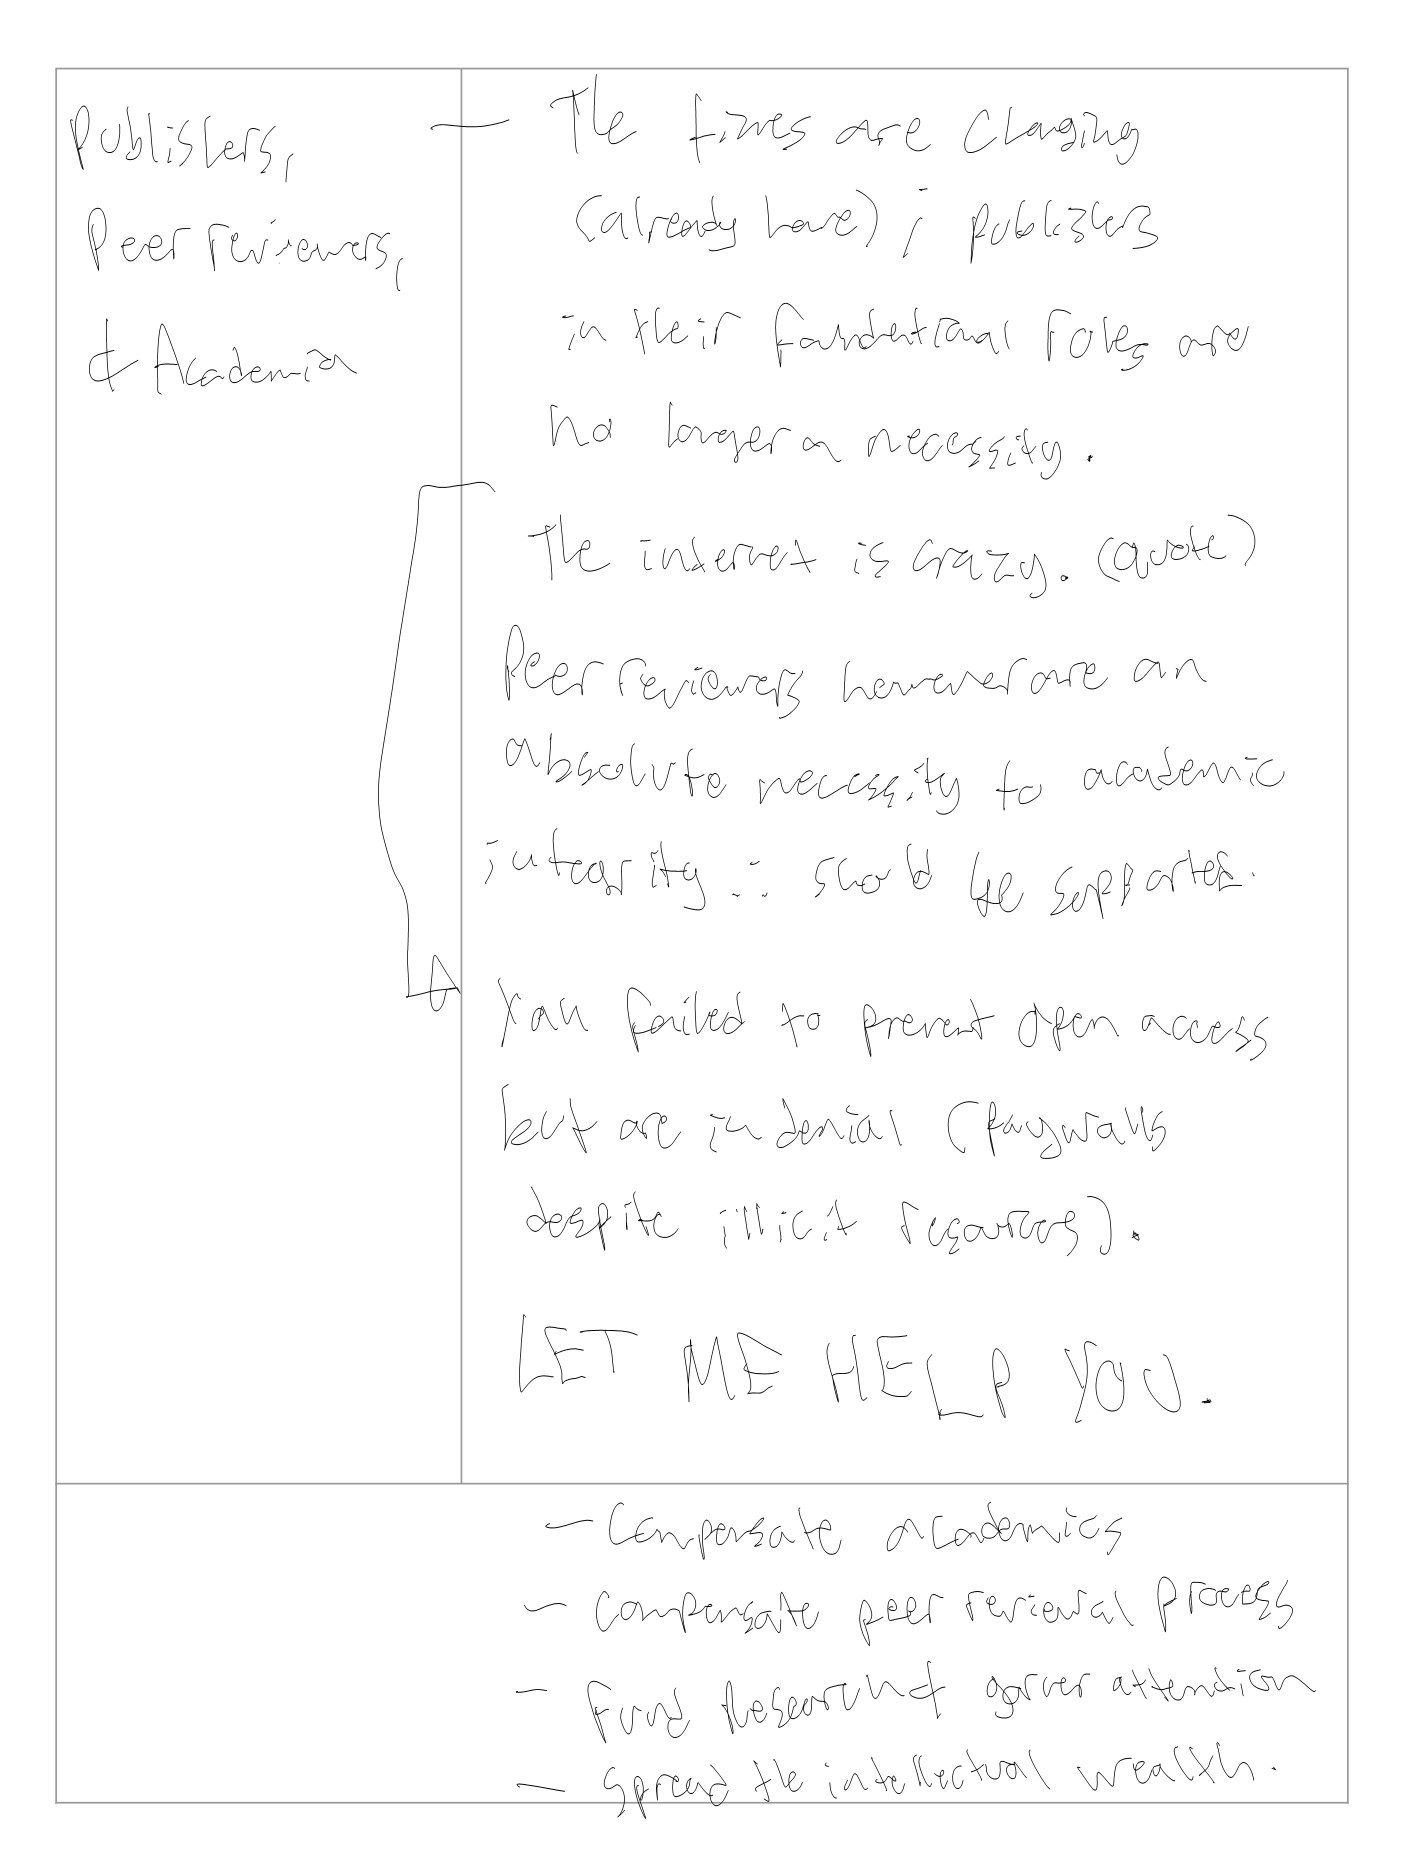 Publishers,
Peer reviewers,
& Academia
— The times are changing
(already have) ; publishers
in their foundational roles are
no longer a necessity.
The internet is crazy. (quote)
Peer reviewers however are an
absolute necessity to academic
integrity ∴ should be supported.
You failed to prevent open access
but are in denial (paywalls
despite illicit resources).
LET ME HELP YOU.
— Compensate academics
— Compensate peer reviewal process
— Fund Research & garner attention
— Spread the intellectual wealth.